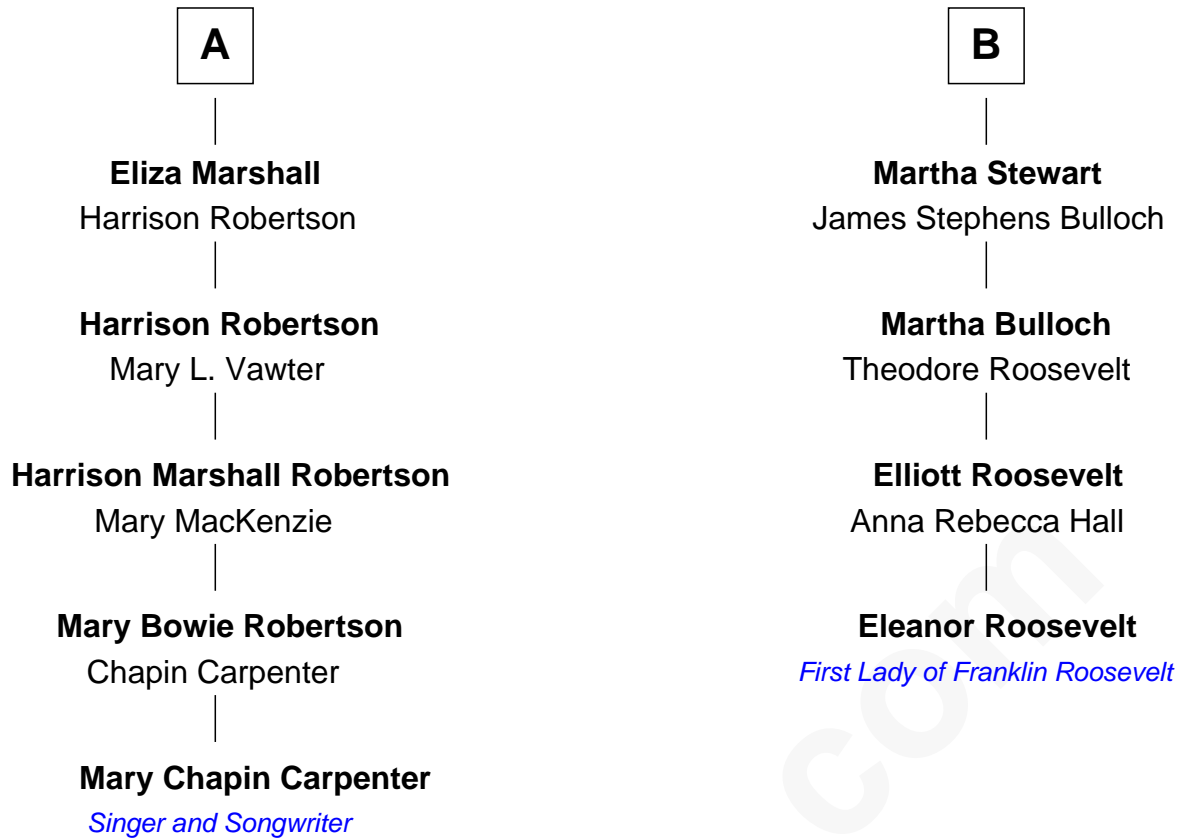 A
Eliza Marshall
Harrison Robertson
Harrison Robertson
Mary L. Vawter
Harrison Marshall Robertson
Mary MacKenzie
Mary Bowie Robertson
Chapin Carpenter
Mary Chapin Carpenter
Singer and Songwriter
B
Martha Stewart
James Stephens Bulloch
Martha Bulloch
Theodore Roosevelt
Elliott Roosevelt
Anna Rebecca Hall
Eleanor Roosevelt
First Lady of Franklin Roosevelt
com